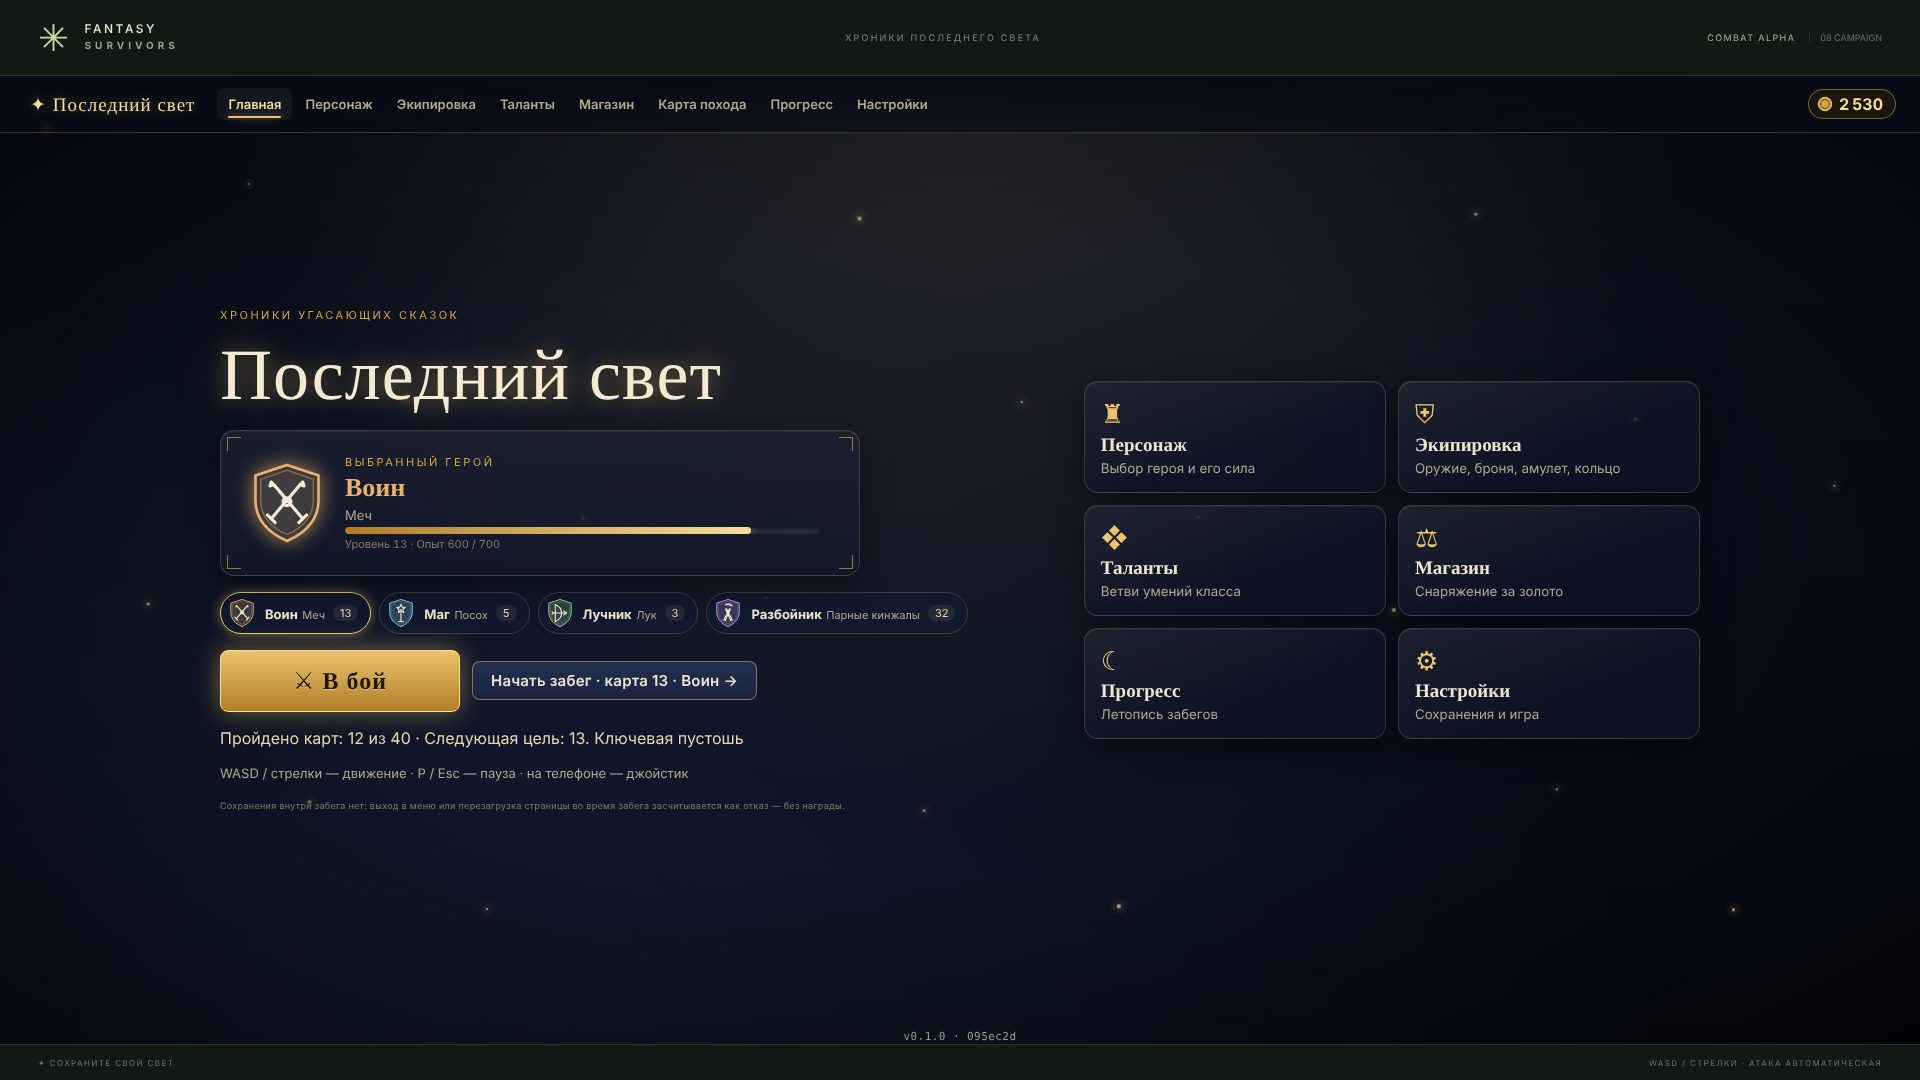 FANTASY
SURVIVORS
ХРОНИКИ ПОСЛЕДНЕГО СВЕТА
COMBAT ALPHA
08 CAMPAIGN
✦ Последний свет
Главная
Персонаж
Экипировка
Таланты
Магазин
Карта похода
Прогресс
Настройки
2 530
ХРОНИКИ УГАСАЮЩИХ СКАЗОК
Последний свет
ВЫБРАННЫЙ ГЕРОЙ
Воин
Меч
Уровень 13 · Опыт 600 / 700
Воин Меч 13
Маг Посох 5
Лучник Лук 3
Разбойник Парные кинжалы 32
⚔ В бой
Начать забег · карта 13 · Воин →
Пройдено карт: 12 из 40 · Следующая цель: 13. Ключевая пустошь
WASD / стрелки — движение · P / Esc — пауза · на телефоне — джойстик
Сохранения внутри забега нет: выход в меню или перезагрузка страницы во время забега засчитывается как отказ — без награды.
Персонаж
Выбор героя и его сила
Экипировка
Оружие, броня, амулет, кольцо
Таланты
Ветви умений класса
Магазин
Снаряжение за золото
Прогресс
Летопись забегов
Настройки
Сохранения и игра
v0.1.0 · 095ec2d
✦ СОХРАНИТЕ СВОЙ СВЕТ
WASD / СТРЕЛКИ · АТАКА АВТОМАТИЧЕСКАЯ